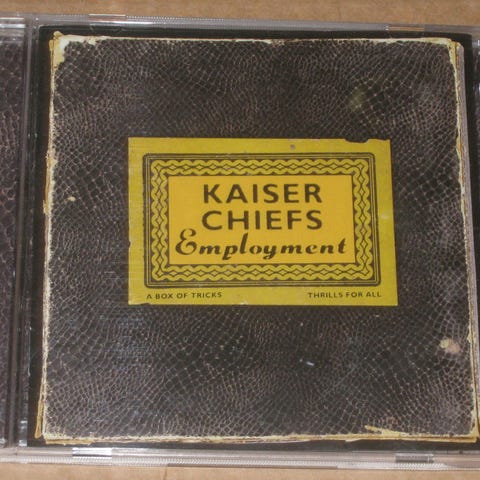 KAISER
CHIEFS
Employment
A BOX OF TRICKS THRILLS FOR ALL